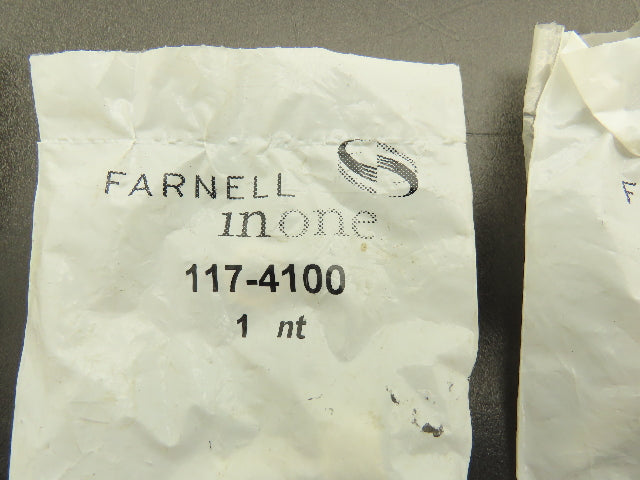 FARNELL
inone
117-4100
1 nt
F